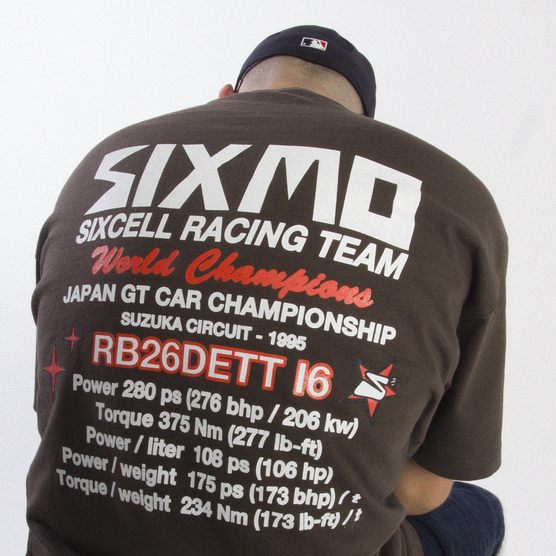 SIXMO
SIXCELL RACING TEAM
World Champions
JAPAN GT CAR CHAMPIONSHIP
SUZUKA CIRCUIT - 1995
RB26DETT I6
Power 280 ps (276 bhp / 206 kw)
Torque 375 Nm (277 lb-ft)
Power / liter 108 ps (106 hp)
Power / weight 175 ps (173 bhp) / t
Torque / weight 234 Nm (173 lb-ft) / t